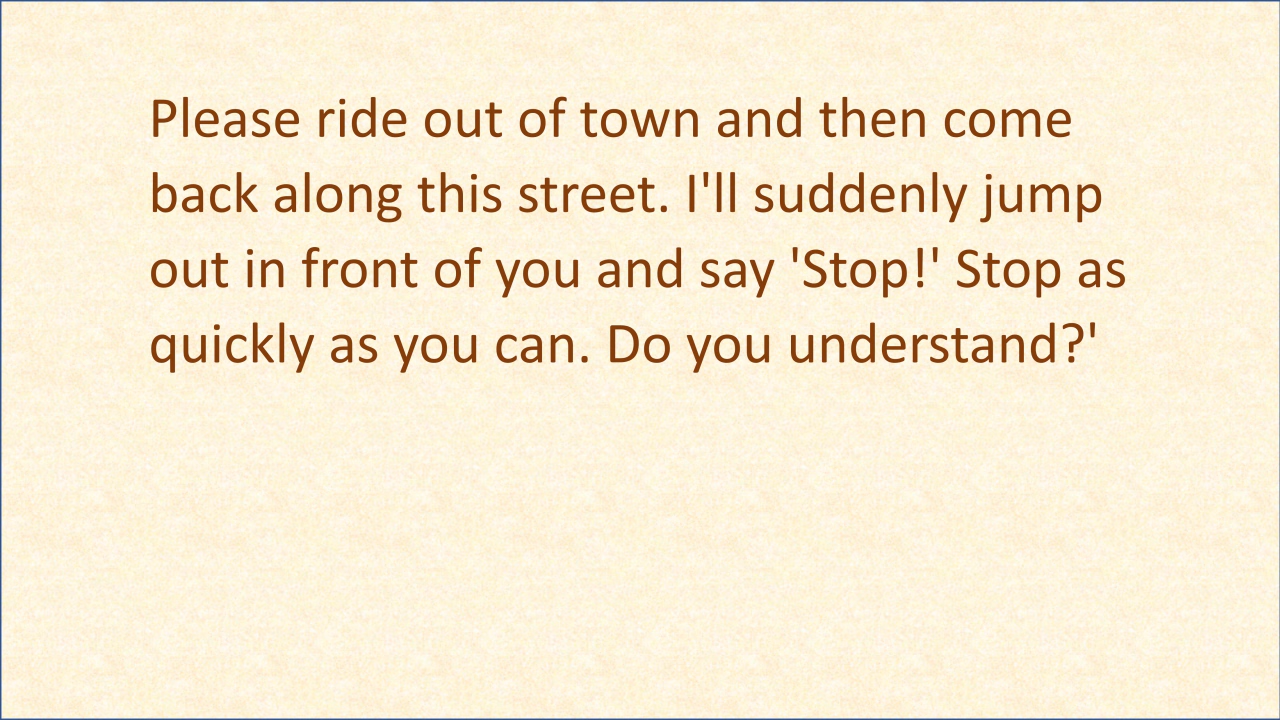 Please ride out of town and then come
back along this street. I'll suddenly jump
out in front of you and say 'Stop!' Stop as
quickly as you can. Do you understand?'